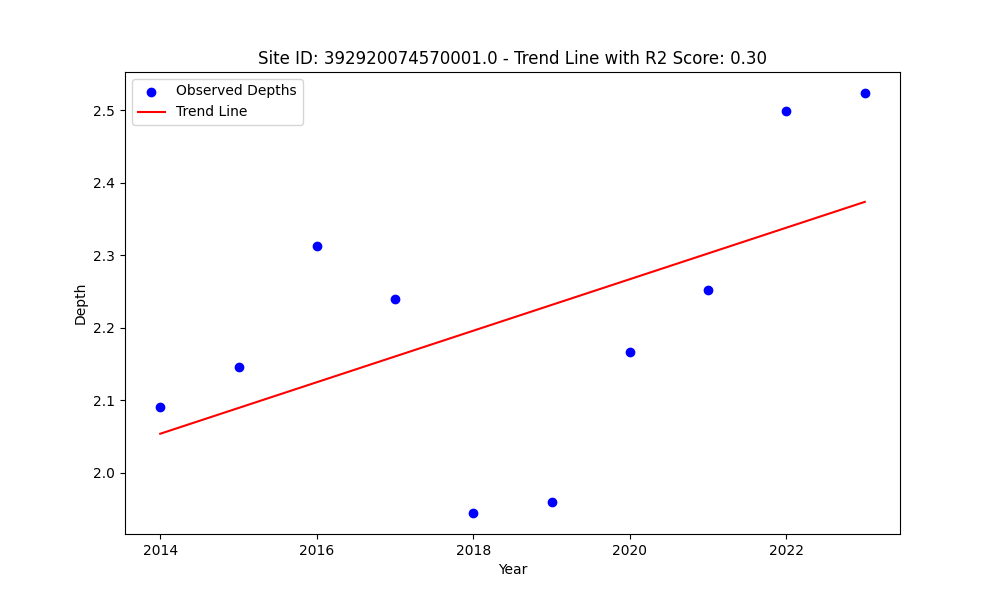 Site ID: 392920074570001.0 - Trend Line with R2 Score: 0.30
Observed Depths
Trend Line
2.5
2.4
2.3
2.2
2.1
2.0
Depth
2014 2016 2018 2020 2022
Year